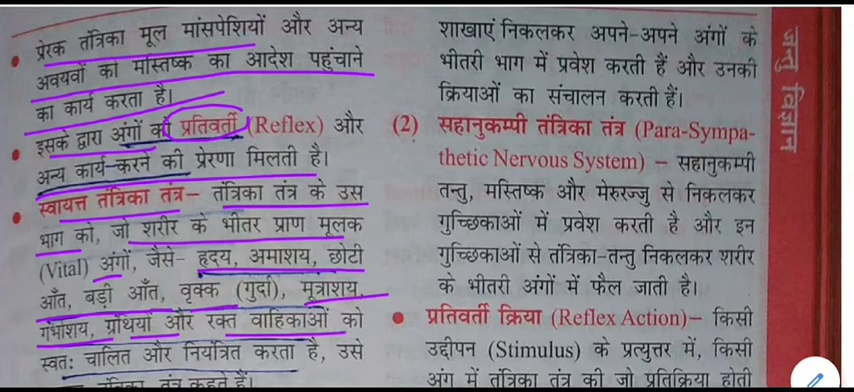 प्रेरक तंत्रिका मूल मांसपेशियों और अन्य
अवयवों को मस्तिष्क का आदेश पहुंचाने
का कार्य करता है।
इसके द्वारा अंगों को प्रतिवर्ती (Reflex) और
अन्य कार्य करने की प्रेरणा मिलती है।
स्वायत्त तंत्रिका तंत्र– तंत्रिका तंत्र के उस
भाग को, जो शरीर के भीतर प्राण मूलक
(Vital) अंगों, जैसे- हृदय, अमाशय, छोटी
आँत, बड़ी आँत, वृक्क (गुर्दा), मूत्राशय,
गर्भाशय, ग्रंथियों और रक्त वाहिकाओं को
स्वत: चालित और नियंत्रित करता है, उसे
तंत्रिका तंत्र कहते हैं।
शाखाएं निकलकर अपने-अपने अंगों के
भीतरी भाग में प्रवेश करती हैं और उनकी
क्रियाओं का संचालन करती हैं।
(2) सहानुकम्पी तंत्रिका तंत्र (Para-Sympa-
thetic Nervous System) – सहानुकम्पी
तन्तु, मस्तिष्क और मेरुरज्जु से निकलकर
गुच्छिकाओं में प्रवेश करती है और इन
गुच्छिकाओं से तंत्रिका-तन्तु निकलकर शरीर
के भीतरी अंगों में फैल जाती है।
प्रतिवर्ती क्रिया (Reflex Action)– किसी
उद्दीपन (Stimulus) के प्रत्युत्तर में, किसी
अंग में तंत्रिका तंत्र की जो प्रतिक्रिया होती
जन्तु विज्ञान